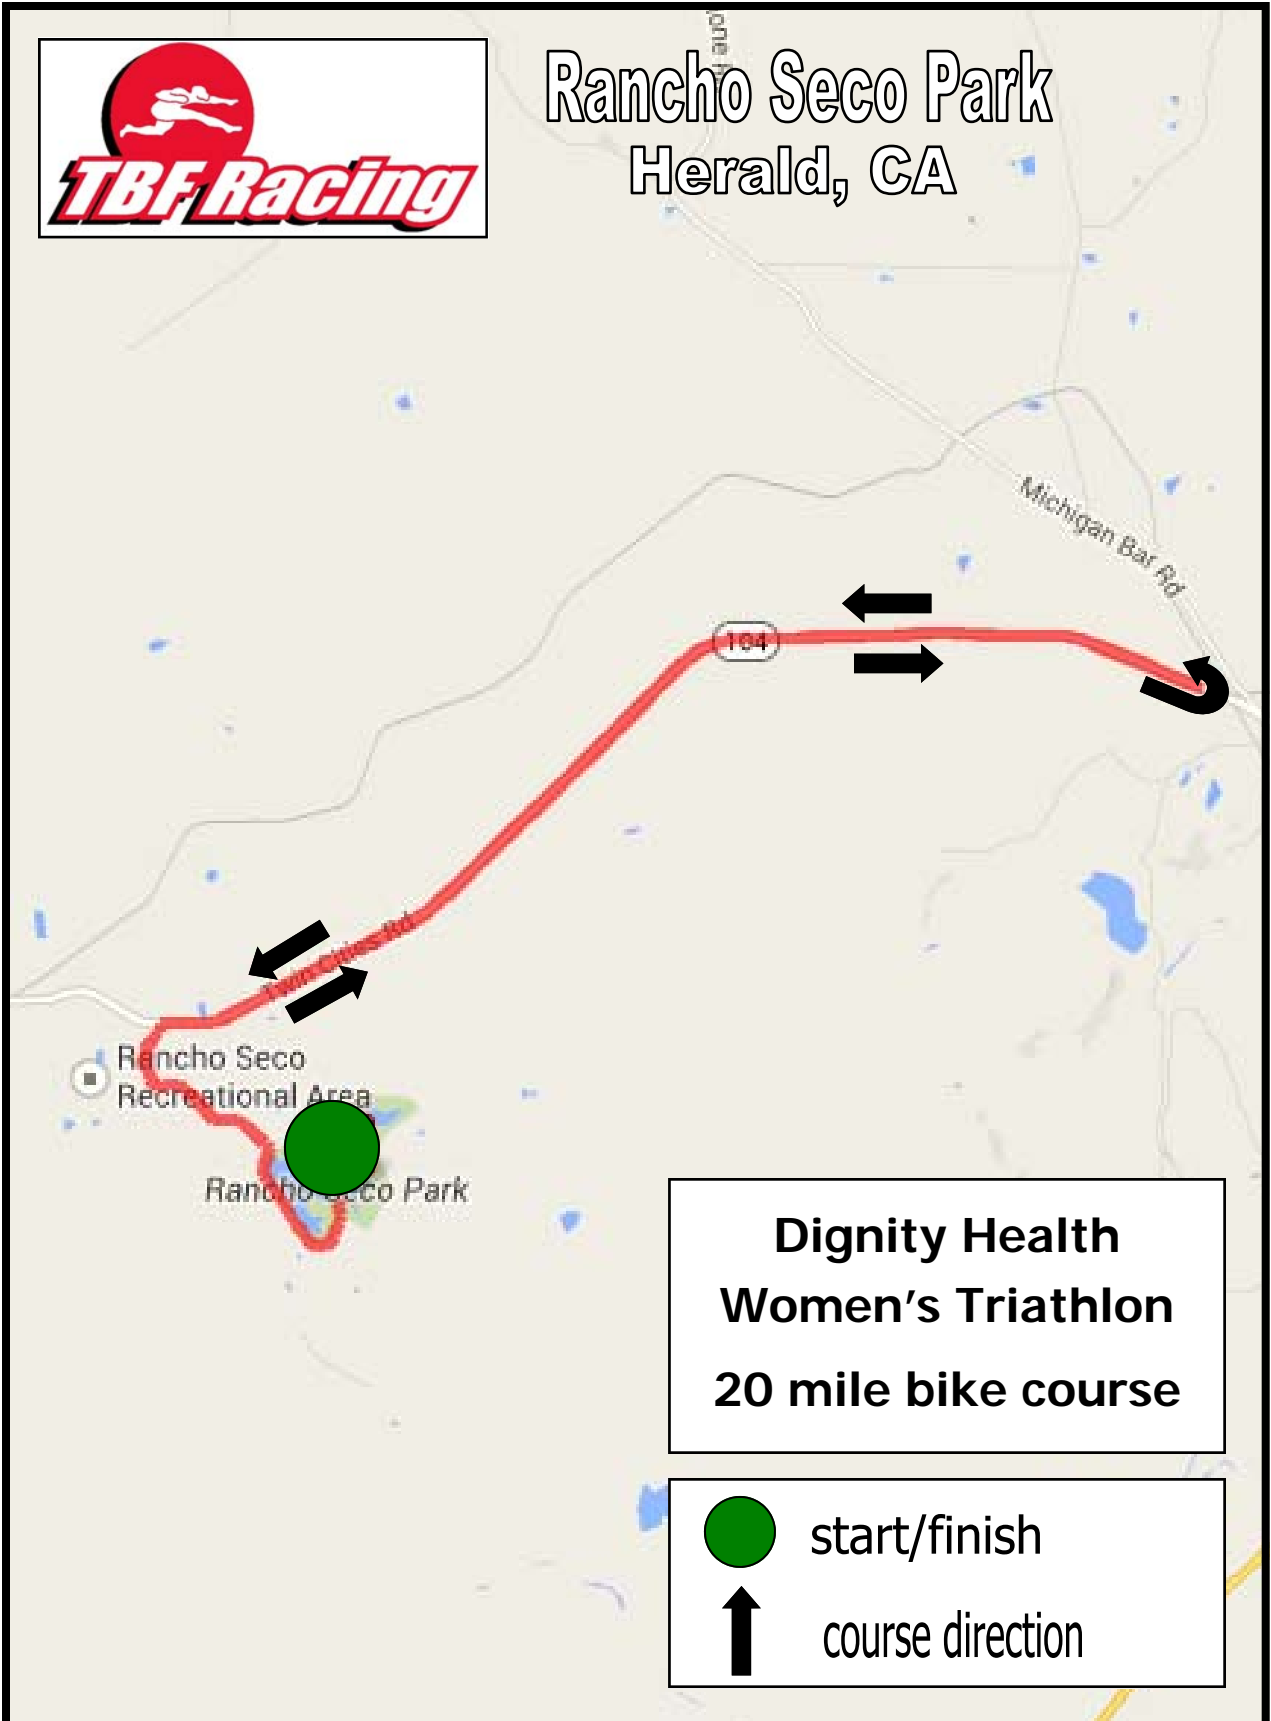 TBF Racing
Rancho Seco Park
Herald, CA
Michigan Bar Rd
104
Twin Cities Rd
Rancho Seco
Recreational Area
Rancho Seco Park
Dignity Health
Women’s Triathlon
20 mile bike course
start/finish
course direction